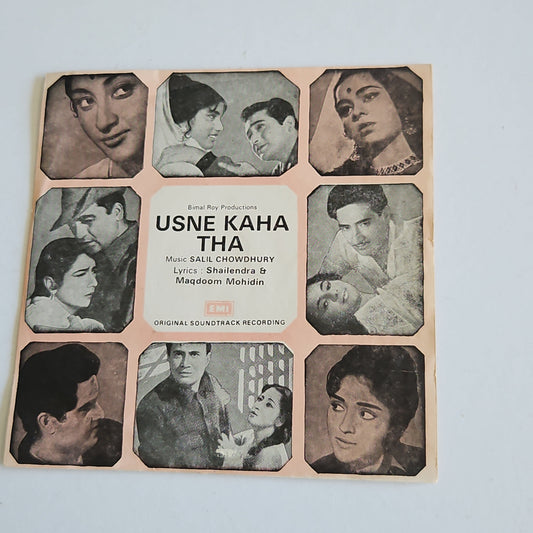 Bimal Roy Productions
USNE KAHA
THA
Music SALIL CHOWDHURY
Lyrics : Shailendra &
Maqdoom Mohidin
EMI
ORIGINAL SOUNDTRACK RECORDING